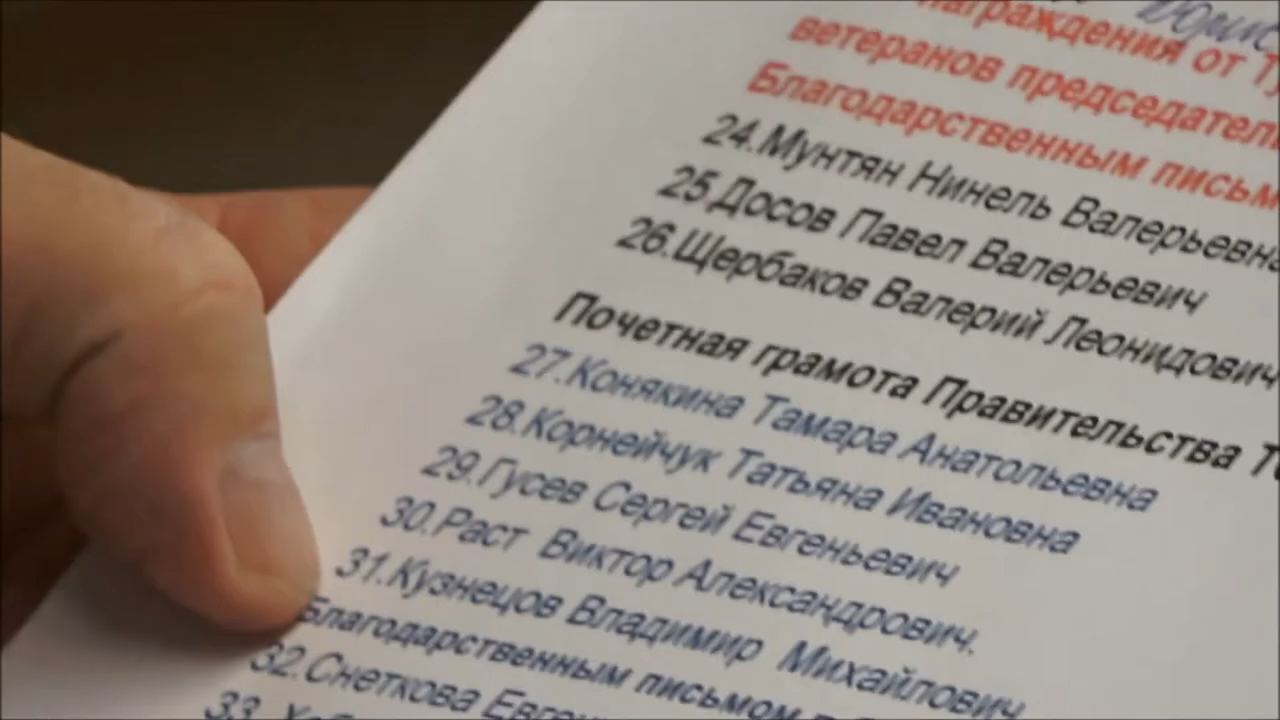 награждения от
ветеранов
Благодарственным
24.Мунтян Нинель Валерьевна
25.Досов Павел Валерьевич
26.Щербаков Валерий Леонидович
Почетная грамота Правительства
27.Конякина Тамара Анатольевна
28.Корнейчук Татьяна Ивановна
29.Гусев Сергей Евгеньевич
30.Раст Виктор Александрович.
31.Кузнецов Владимир Михайлович
Благодарственным письмом
32.Снеткова
33.